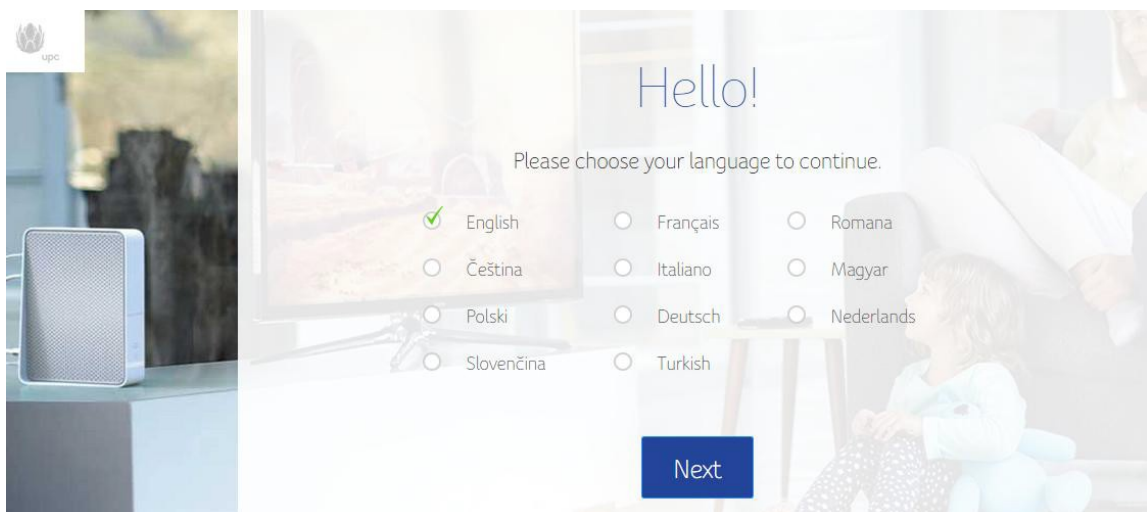 upc
Hello!
Please choose your language to continue.
English Français Romana
Čeština Italiano Magyar
Polski Deutsch Nederlands
Slovenčina Turkish
Next